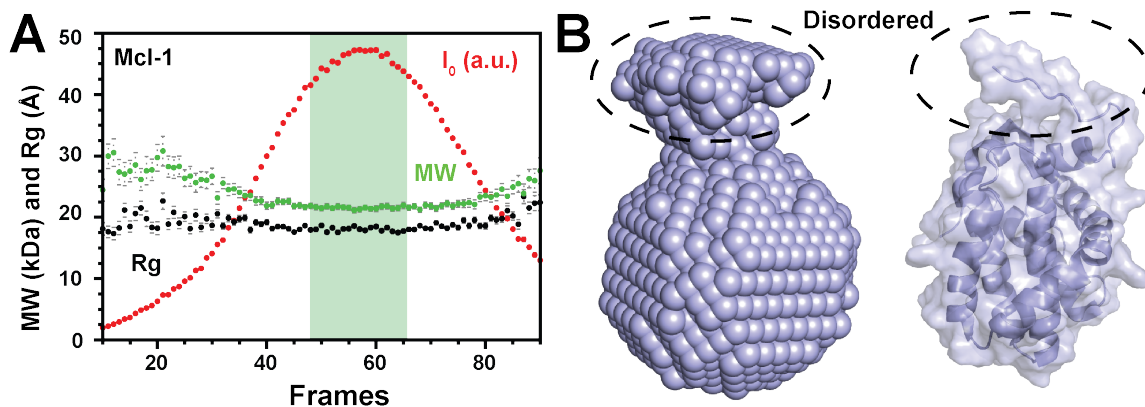 A
Mcl-1
I0 (a.u.)
MW
Rg
MW (kDa) and Rg (Å)
50
40
30
20
10
0
20
40
60
80
Frames
B
Disordered